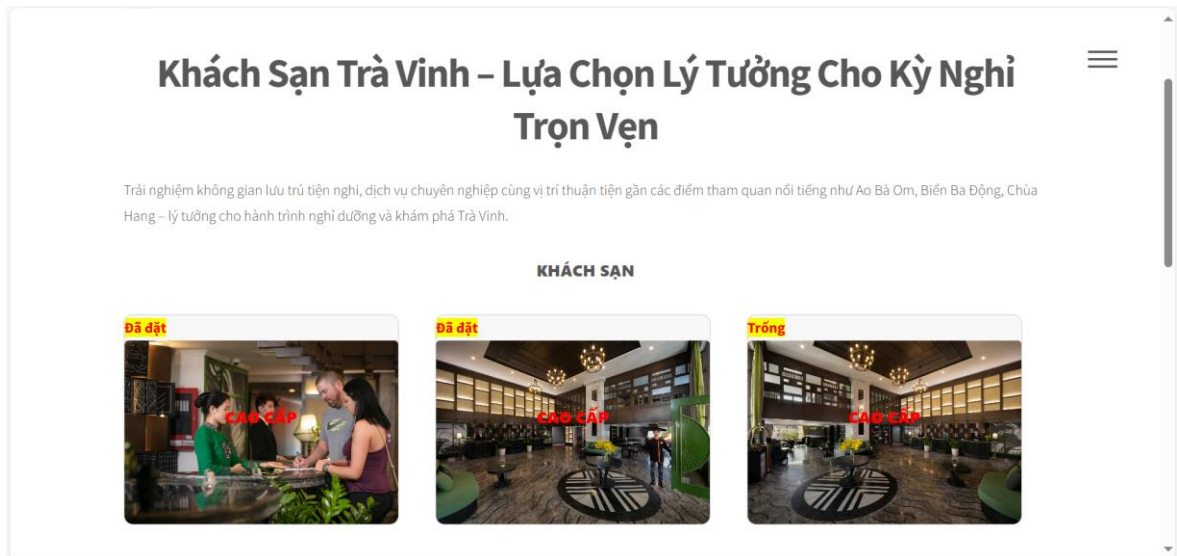 Khách Sạn Trà Vinh – Lựa Chọn Lý Tưởng Cho Kỳ Nghỉ
Trọn Vẹn
Trải nghiệm không gian lưu trú tiện nghi, dịch vụ chuyên nghiệp cùng vị trí thuận tiện gần các điểm tham quan nổi tiếng như Ao Bà Om, Biển Ba Động, Chùa
Hang – lý tưởng cho hành trình nghỉ dưỡng và khám phá Trà Vinh.
KHÁCH SẠN
Đã đặt
CAO CẤP
Đã đặt
CAO CẤP
Trống
CAO CẤP